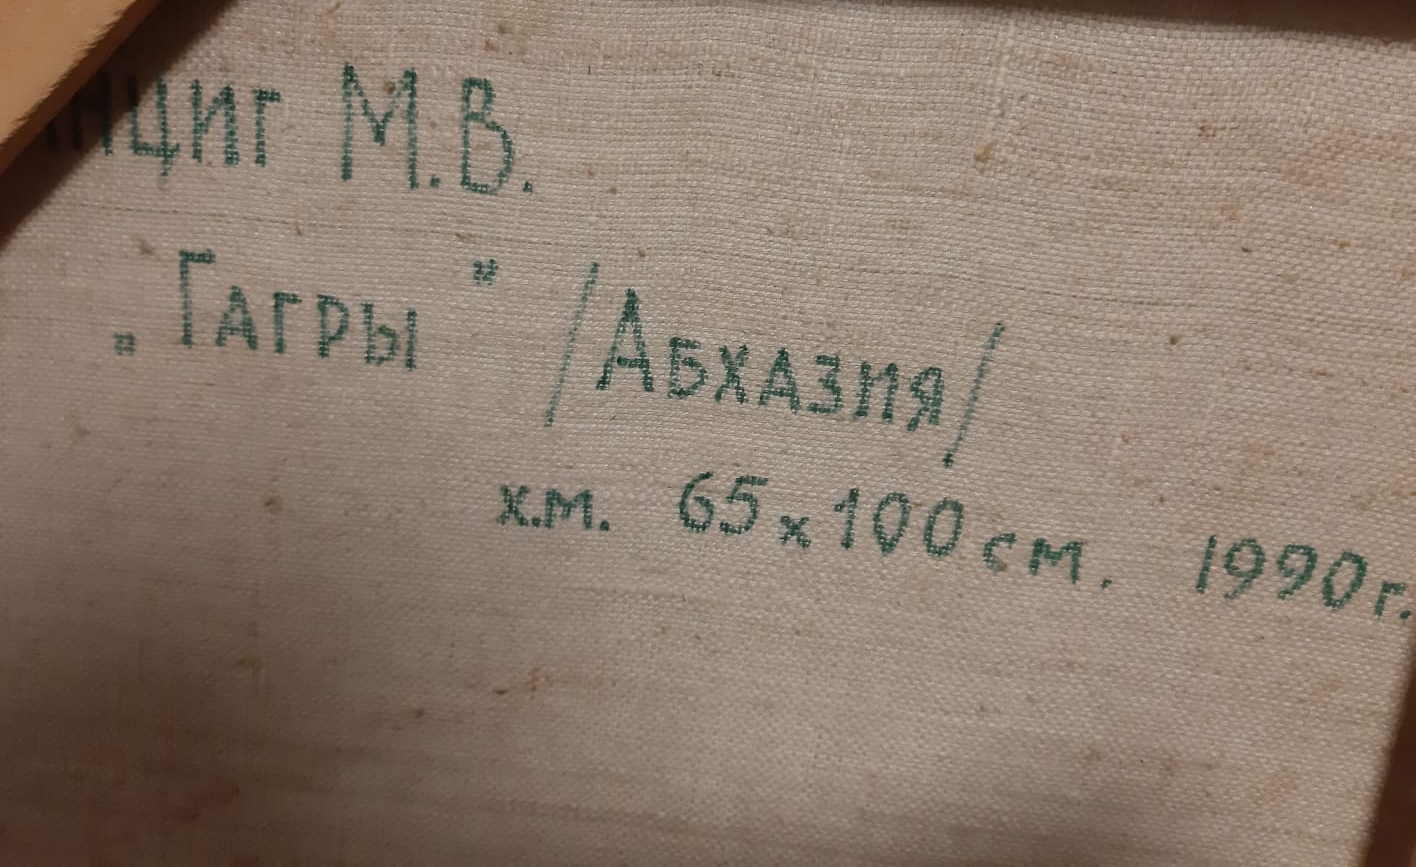 нциг М.В.
„Гагры" /Абхазия/
х.м. 65х100см. 1990г.